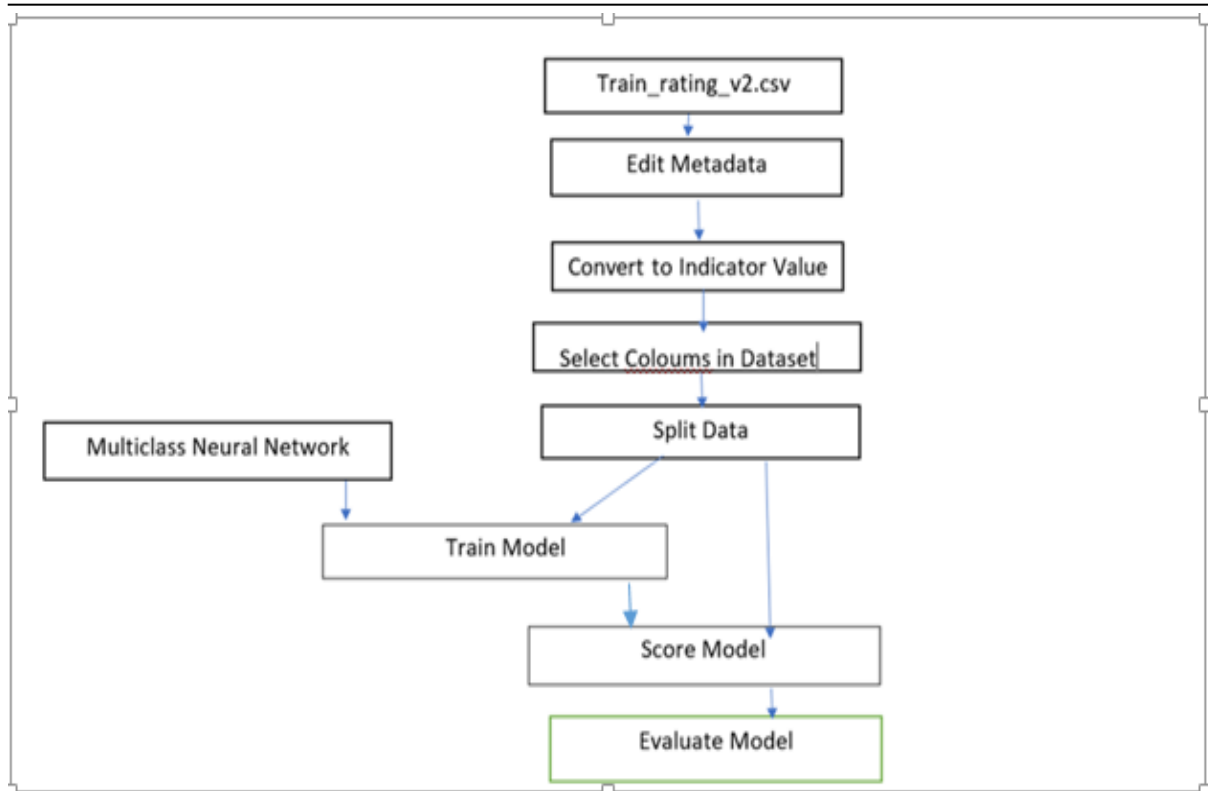 Train_rating_v2.csv
Edit Metadata
Convert to Indicator Value
Select Coloums in Dataset
Split Data
Multiclass Neural Network
Train Model
Score Model
Evaluate Model